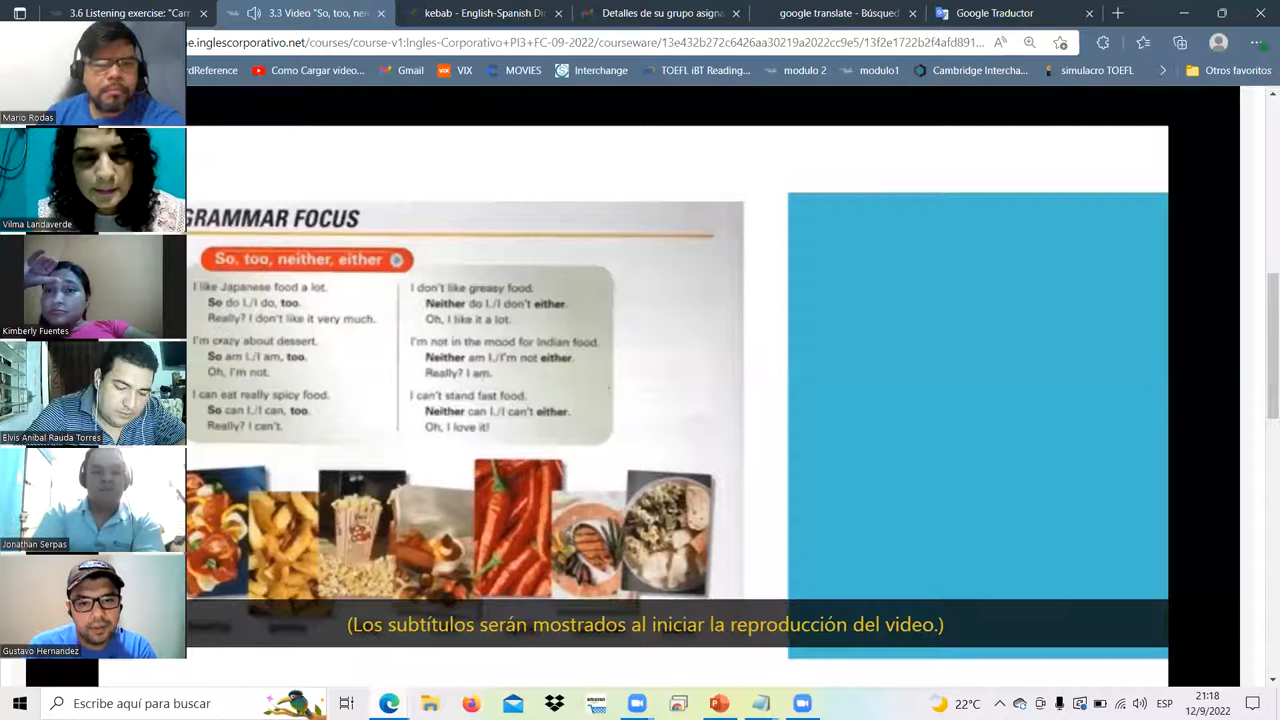 3.6 Listening exercise: "Carr
3.3 Video "So, too, nei
kebab - English-Spanish Di
Detalles de su grupo asign
google traductor - Búsqued
Google Traductor
e.inglescorporativo.net/courses/course-v1:Ingles-Corporativo+PI3+FC-09-2022/courseware/13e432b272c6426aa30219a2022cc9e5/13f2e1722b2f4afd891...
rdReference
Como Cargar vídeo...
Gmail
VIX
MOVIES
Interchange
TOEFL iBT Reading...
modulo 2
modulo1
Cambridge Intercha...
simulacro TOEFL
Otros favoritos
Mario Rodas
Vilma Landaverde
Kimberly Fuentes
Elvis Anibal Rauda Torres
Jonathan Serpas
Gustavo Hernandez
GRAMMAR FOCUS
So, too, neither, either
I like Japanese food a lot.
So do I./I do, too.
Really? I don't like it very much.
I'm crazy about dessert.
So am I./I am, too.
Oh, I'm not.
I can eat really spicy food.
So can I./I can, too.
Really? I can't.
I don't like greasy food.
Neither do I./I don't either.
Oh, I like it a lot.
I'm not in the mood for Indian food.
Neither am I./I'm not either.
Really? I am.
I can't stand fast food.
Neither can I./I can't either.
Oh, I love it!
(Los subtítulos serán mostrados al iniciar la reproducción del video.)
Escribe aquí para buscar
amazon
22°C
ESP
21:18
12/9/2022